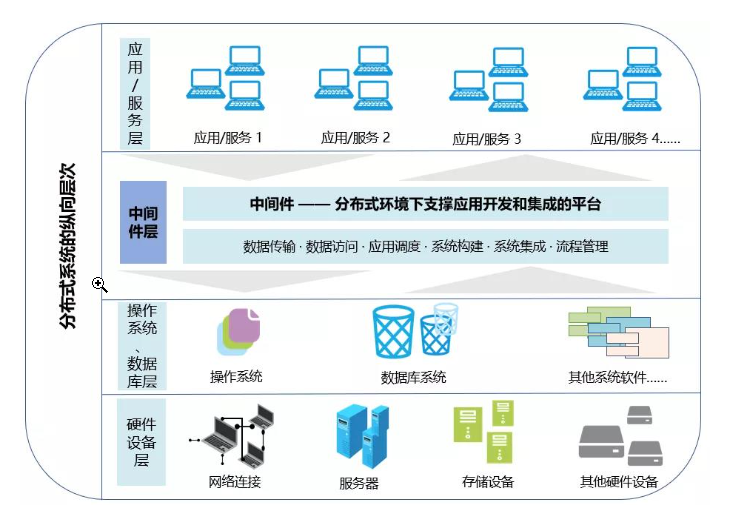 分布式系统的纵向层次
应
用
/
服
务
层
应用/服务 1
应用/服务 2
应用/服务 3
应用/服务 4......
中间
件层
中间件 —— 分布式环境下支撑应用开发和集成的平台
数据传输 · 数据访问 · 应用调度 · 系统构建 · 系统集成 · 流程管理
操作
系统
、
数据
库层
操作系统
数据库系统
其他系统软件......
硬件
设备
层
网络连接
服务器
存储设备
其他硬件设备